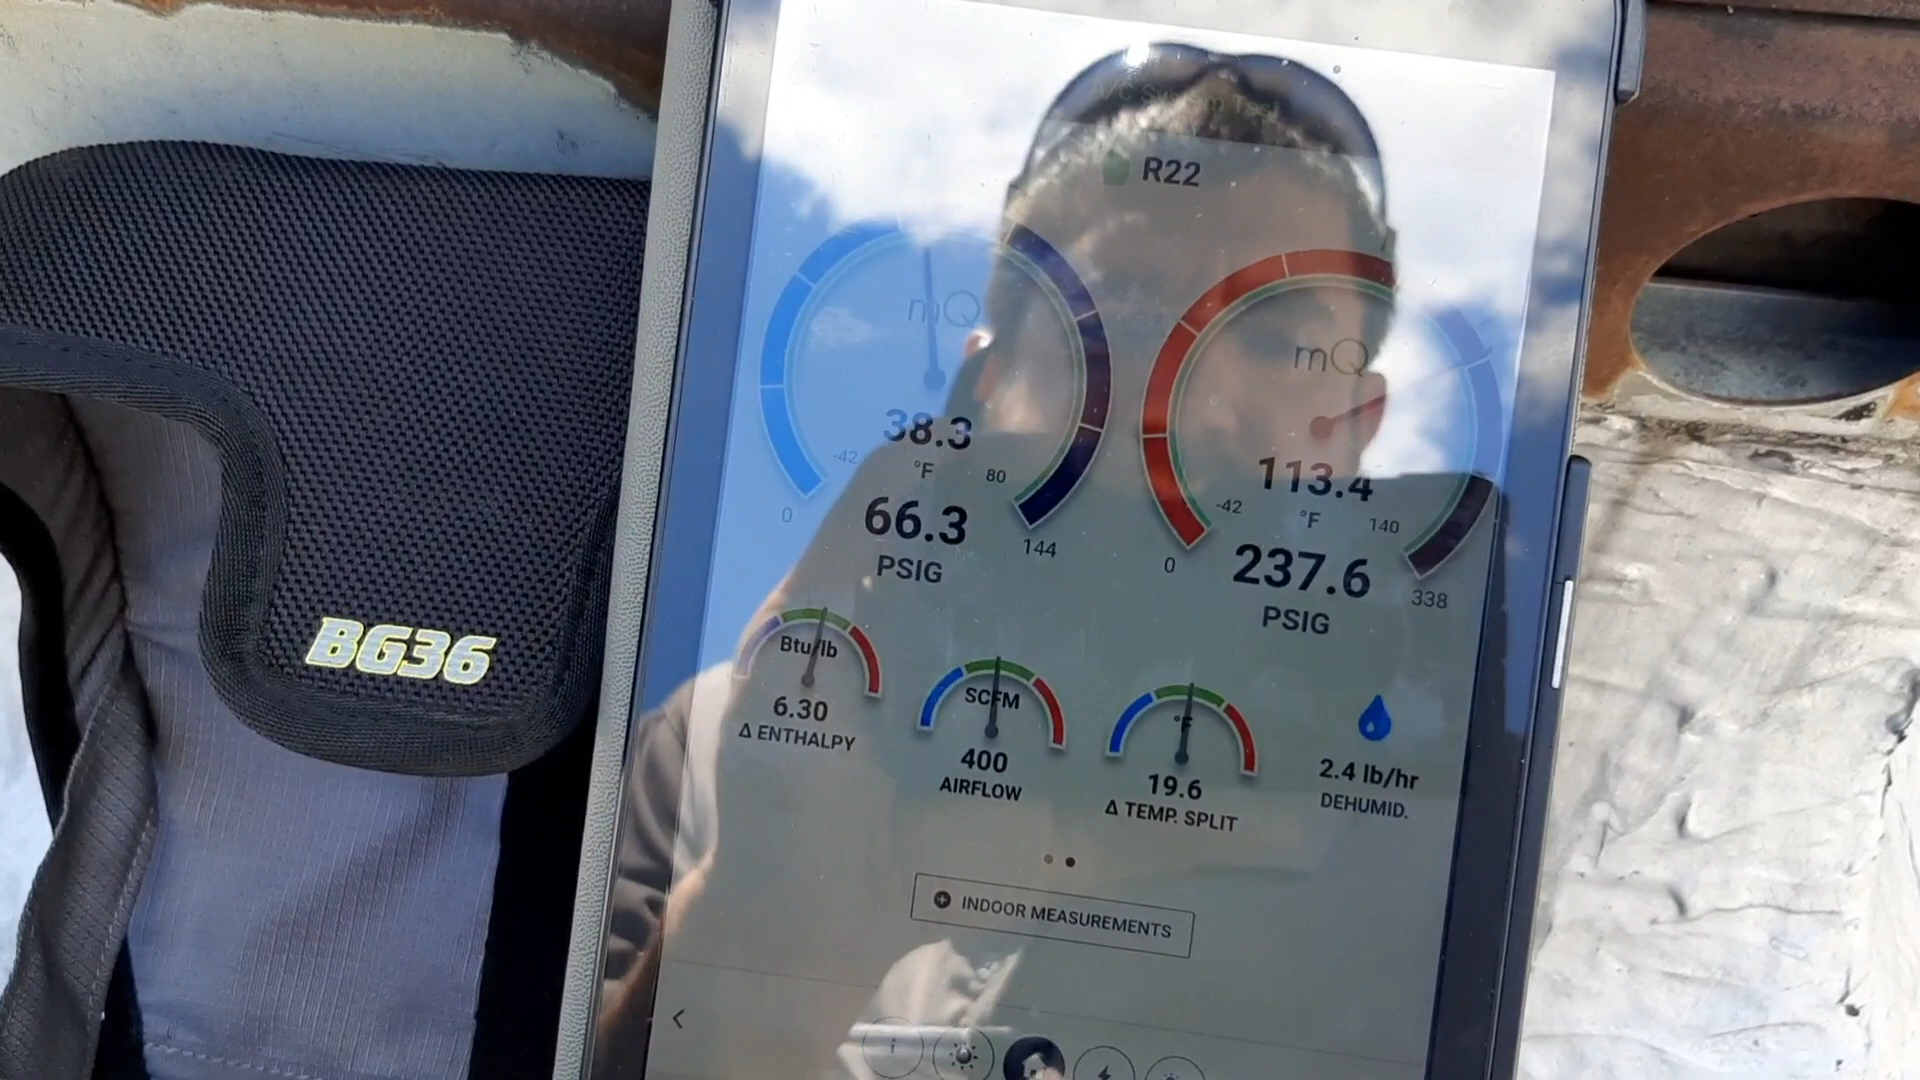 A/C System Test
R22
mQ
38.3
°F
-42
80
66.3
0
144
PSIG
mQ
113.4
°F
-42
140
237.6
0
338
PSIG
BG36
Btu/lb
6.30
Δ ENTHALPY
SCFM
400
AIRFLOW
°F
19.6
Δ TEMP. SPLIT
2.4 lb/hr
DEHUMID.
INDOOR MEASUREMENTS